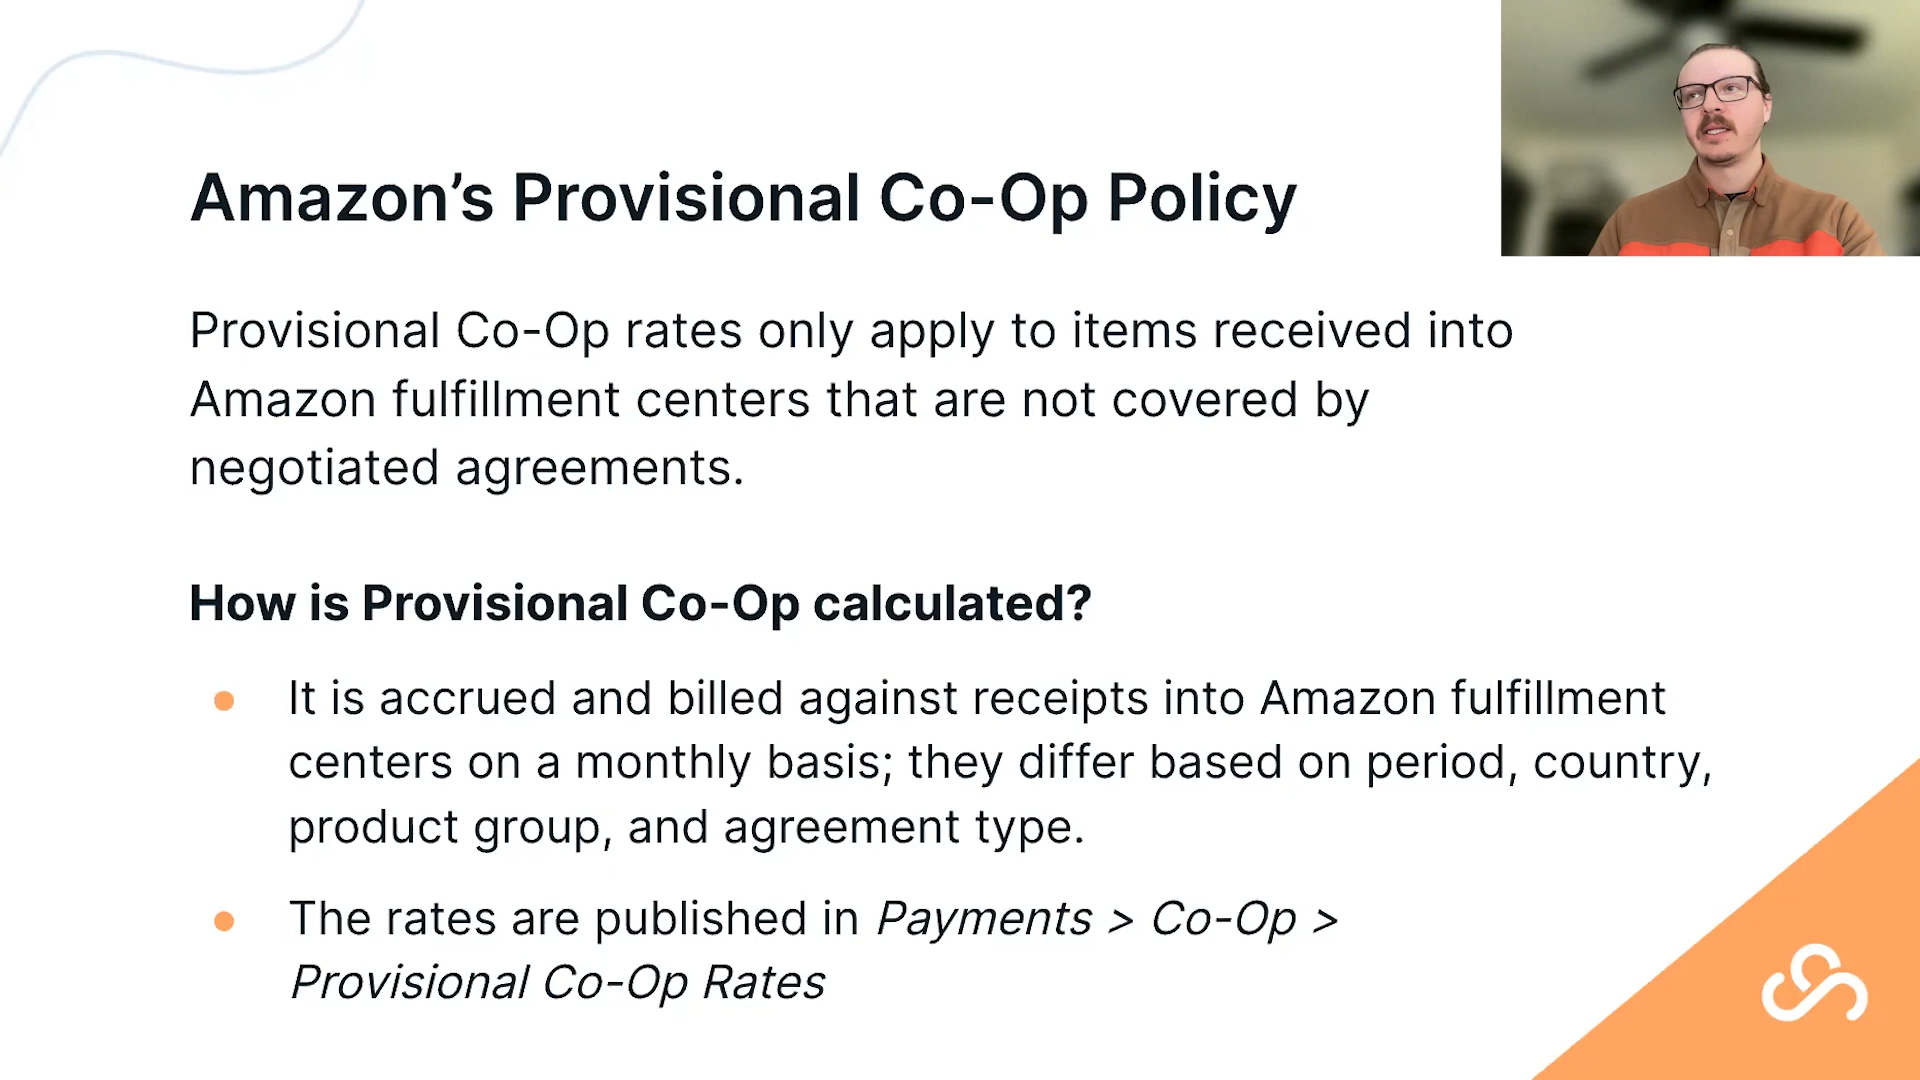 Amazon’s Provisional Co-Op Policy
Provisional Co-Op rates only apply to items received into
Amazon fulfillment centers that are not covered by
negotiated agreements.
How is Provisional Co-Op calculated?
It is accrued and billed against receipts into Amazon fulfillment
centers on a monthly basis; they differ based on period, country,
product group, and agreement type.
The rates are published in Payments > Co-Op >
Provisional Co-Op Rates